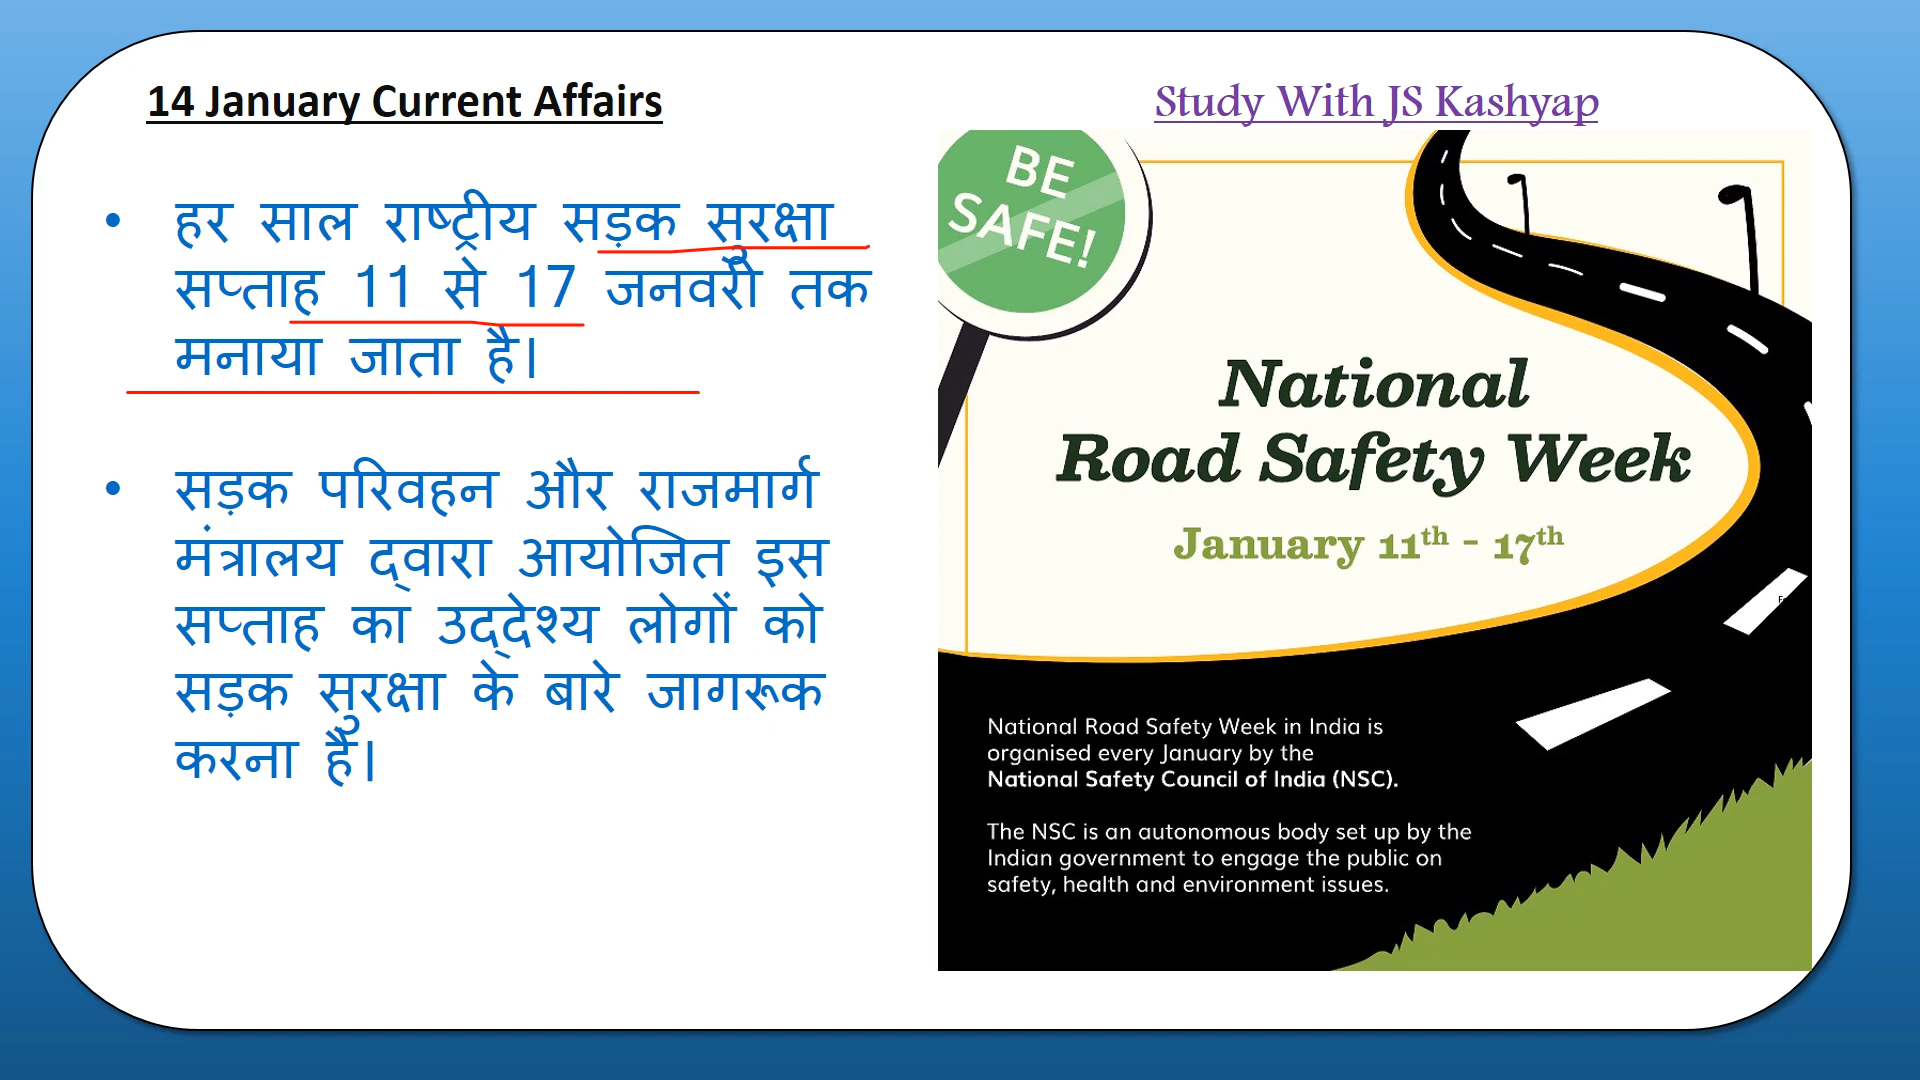 14 January Current Affairs
Study With JS Kashyap
हर साल राष्ट्रीय सड़क सुरक्षा
सप्ताह 11 से 17 जनवरी तक
मनाया जाता है।
सड़क परिवहन और राजमार्ग
मंत्रालय द्वारा आयोजित इस
सप्ताह का उद्देश्य लोगों को
सड़क सुरक्षा के बारे जागरूक
करना है।
BE
SAFE!
National
Road Safety Week
January 11th - 17th
National Road Safety Week in India is
organised every January by the
National Safety Council of India (NSC).
The NSC is an autonomous body set up by the
Indian government to engage the public on
safety, health and environment issues.